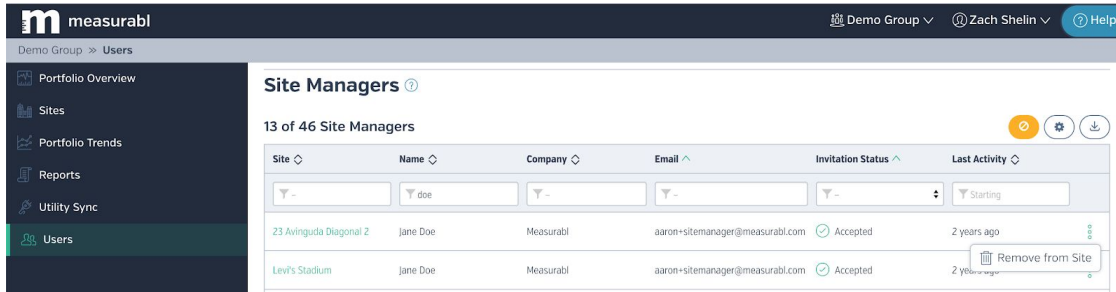 measurabl
Demo Group Zach Shelin Help
Demo Group » Users
Portfolio Overview
Sites
Portfolio Trends
Reports
Utility Sync
Users
Site Managers ?
13 of 46 Site Managers
Site Name Company Email Invitation Status Last Activity
- doe - - - Starting
23 Avinguda Diagonal 2 Jane Doe Measurabl aaron+sitemanager@measurabl.com Accepted 2 years ago
Remove from Site
Levi's Stadium Jane Doe Measurabl aaron+sitemanager@measurabl.com Accepted 2 years ago